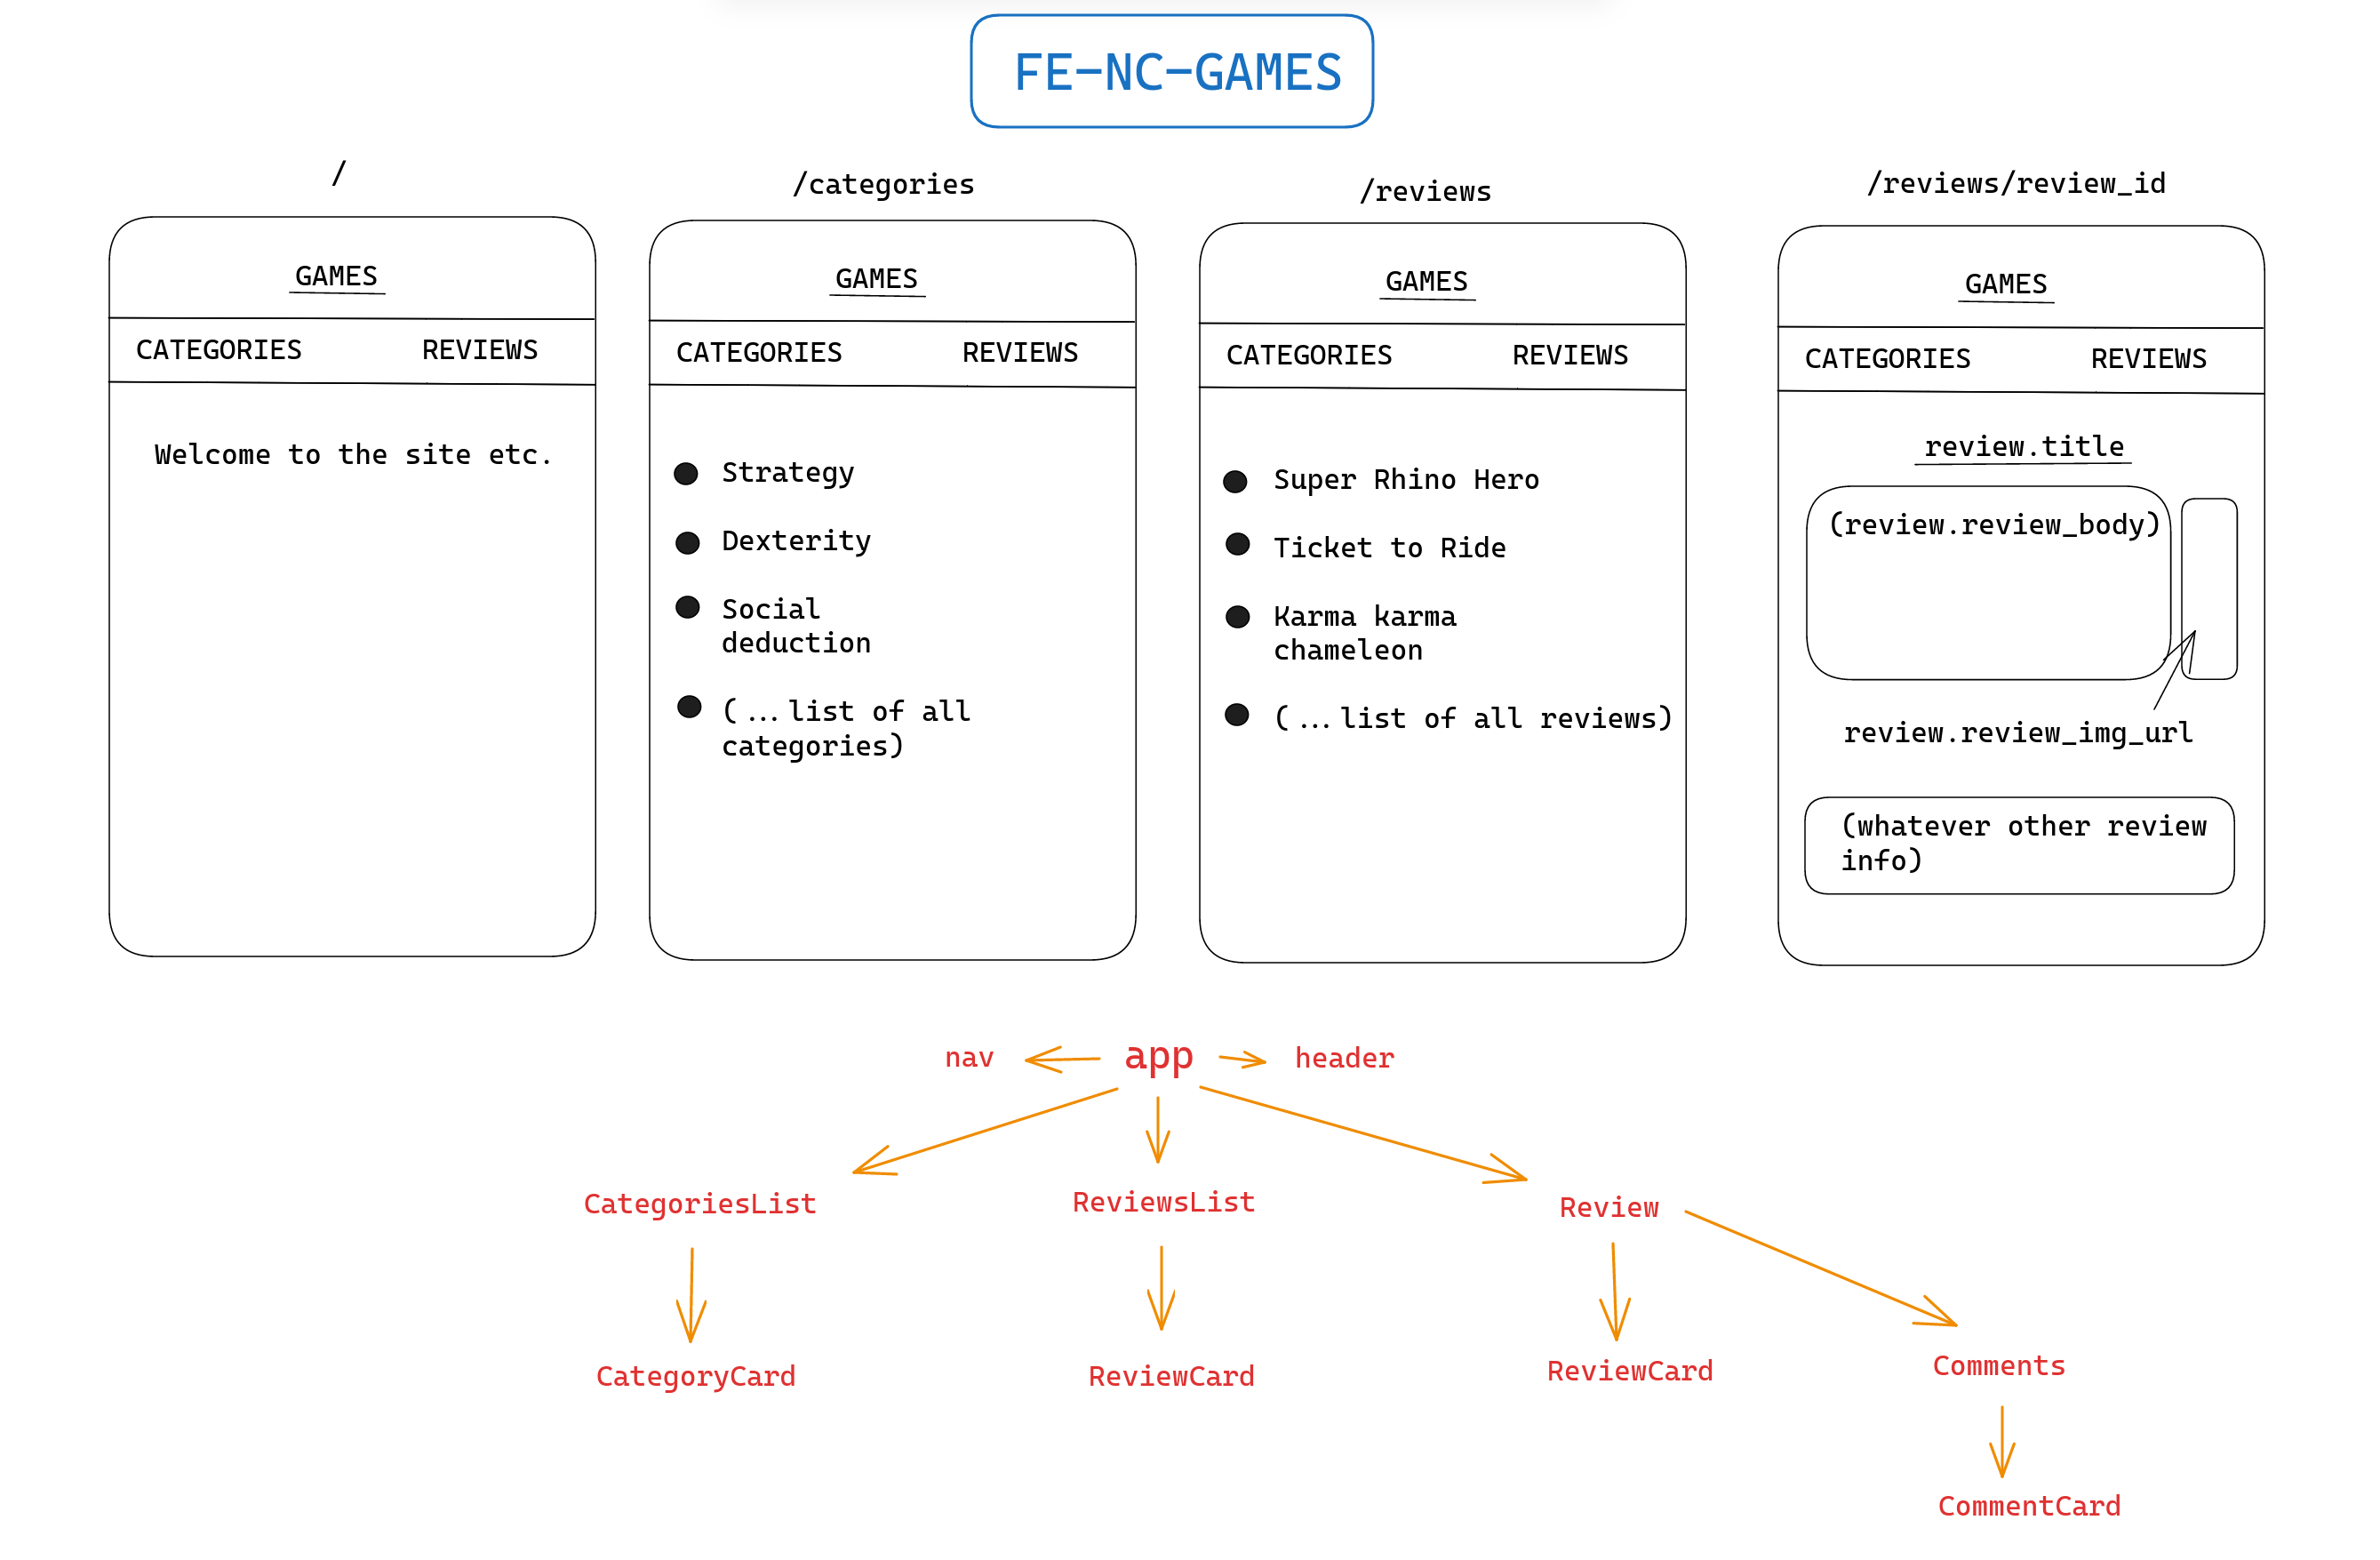 FE-NC-GAMES
/
GAMES
CATEGORIES REVIEWS
Welcome to the site etc.
/categories
GAMES
CATEGORIES REVIEWS
Strategy
Dexterity
Social
deduction
(...list of all
categories)
/reviews
GAMES
CATEGORIES REVIEWS
Super Rhino Hero
Ticket to Ride
Karma karma
chameleon
(...list of all reviews)
/reviews/review_id
GAMES
CATEGORIES REVIEWS
review.title
(review.review_body)
review.review_img_url
(whatever other review
info)
nav app header
CategoriesList ReviewsList Review
CategoryCard ReviewCard ReviewCard Comments
CommentCard